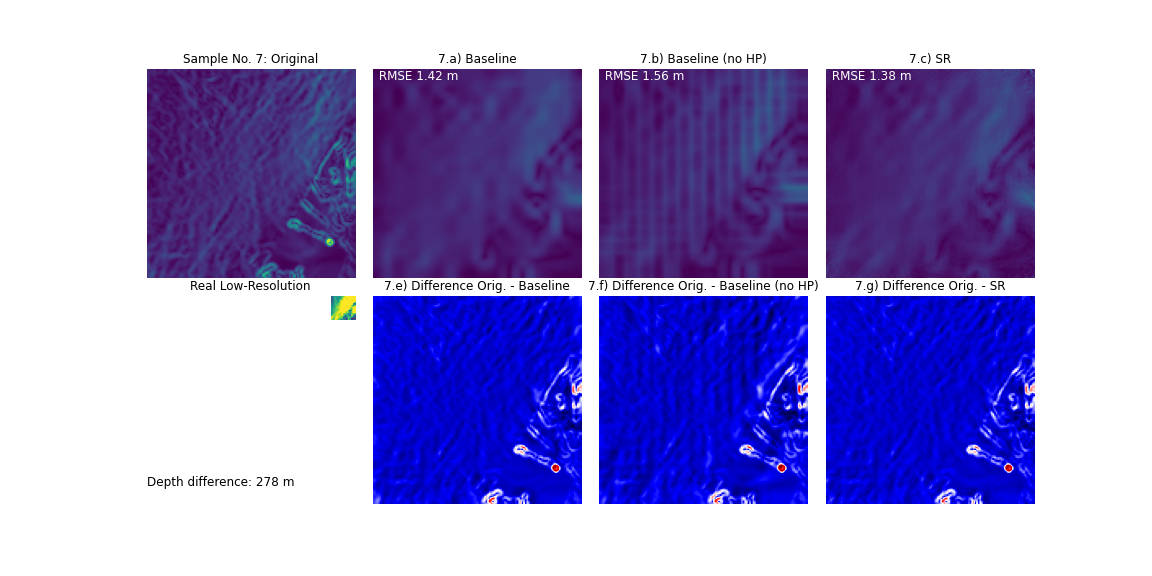 Sample No. 7: Original
7.a) Baseline
7.b) Baseline (no HP)
7.c) SR
RMSE 1.42 m
RMSE 1.56 m
RMSE 1.38 m
Real Low-Resolution
7.e) Difference Orig. - Baseline
7.f) Difference Orig. - Baseline (no HP)
7.g) Difference Orig. - SR
Depth difference: 278 m